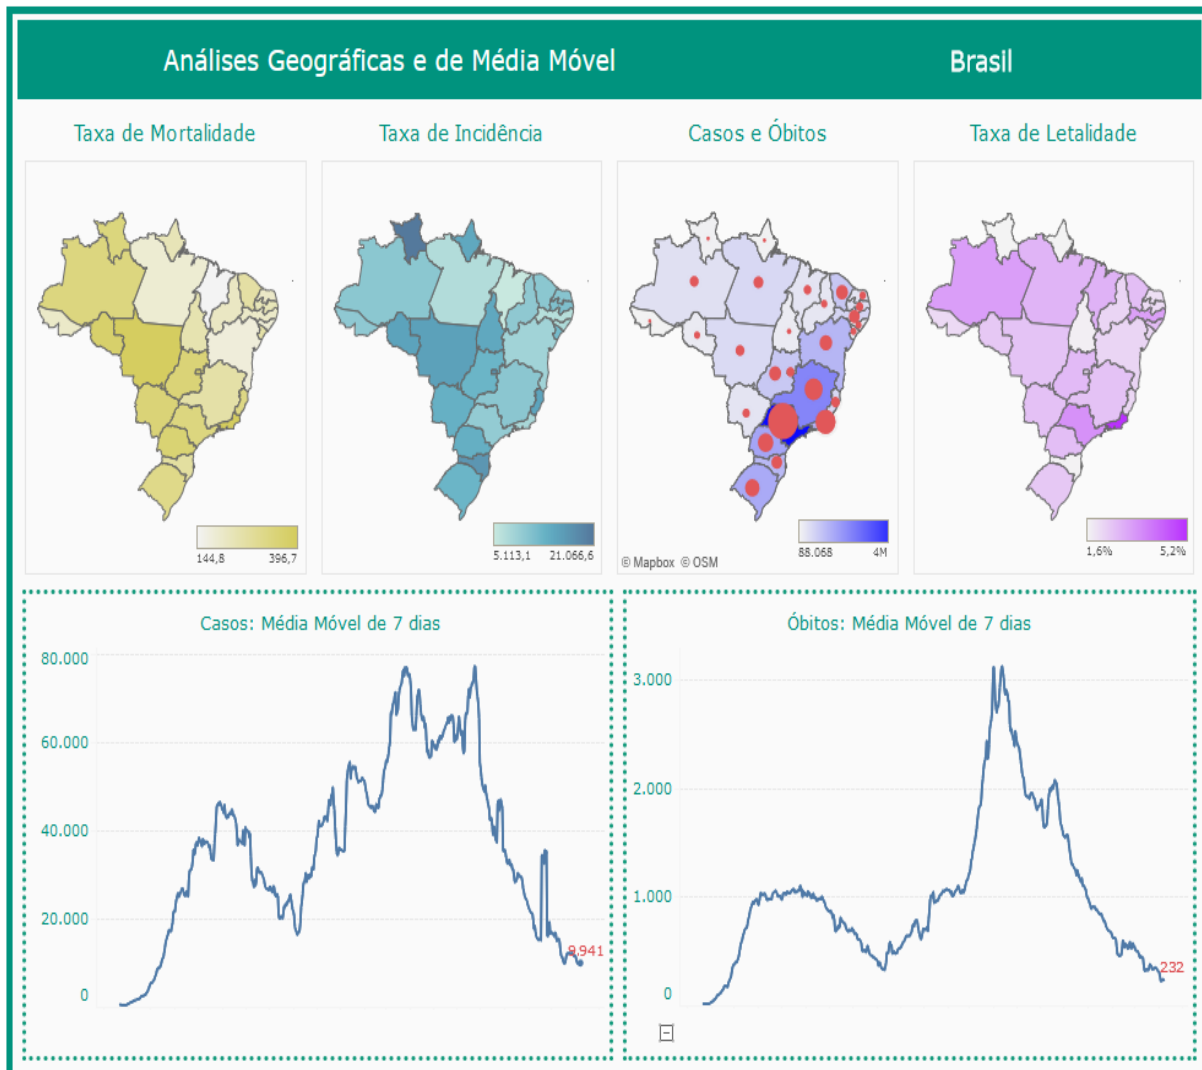 Análises Geográficas e de Média Móvel
Brasil
Taxa de Mortalidade
Taxa de Incidência
Casos e Óbitos
Taxa de Letalidade
144,8
396,7
5.113,1
21.066,6
88.068
4M
© Mapbox © OSM
1,6%
5,2%
Casos: Média Móvel de 7 dias
80.000
60.000
40.000
20.000
0
9.941
Óbitos: Média Móvel de 7 dias
3.000
2.000
1.000
0
232